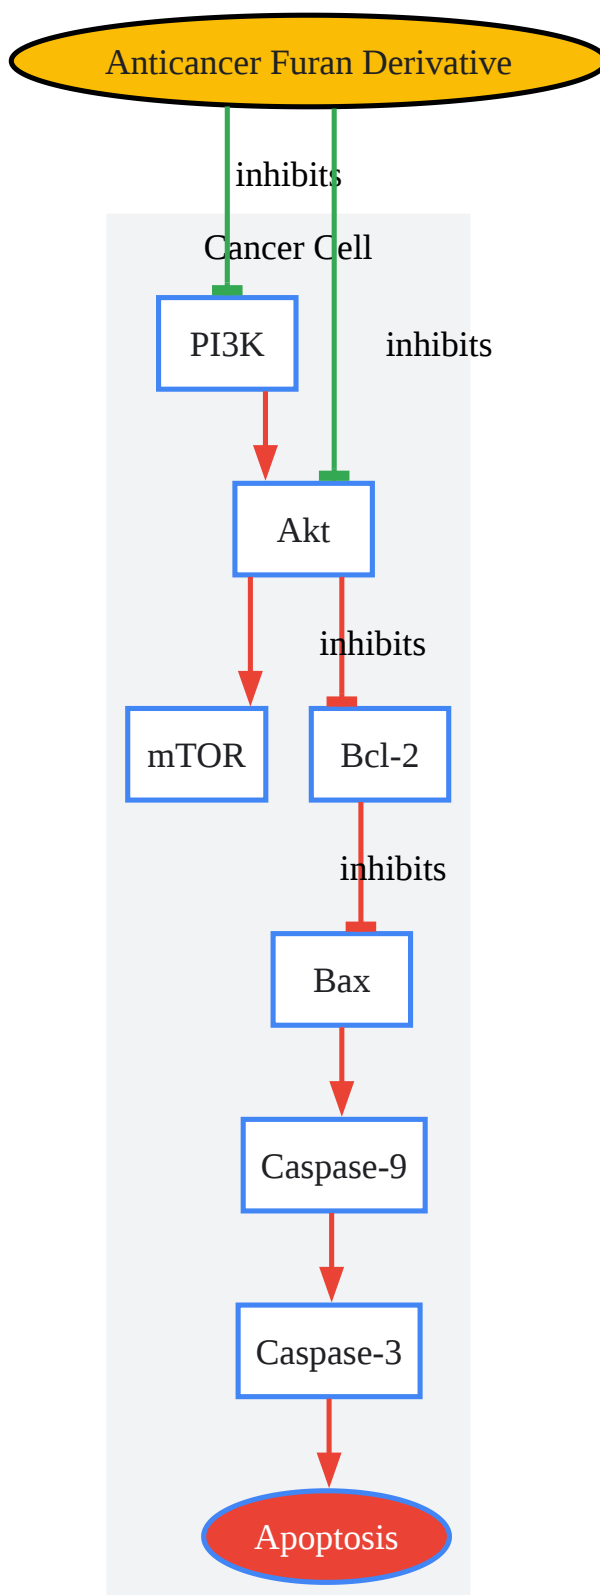 Anticancer Furan Derivative
inhibits
Cancer Cell
PI3K
inhibits
Akt
inhibits
mTOR
Bcl-2
inhibits
Bax
Caspase-9
Caspase-3
Apoptosis